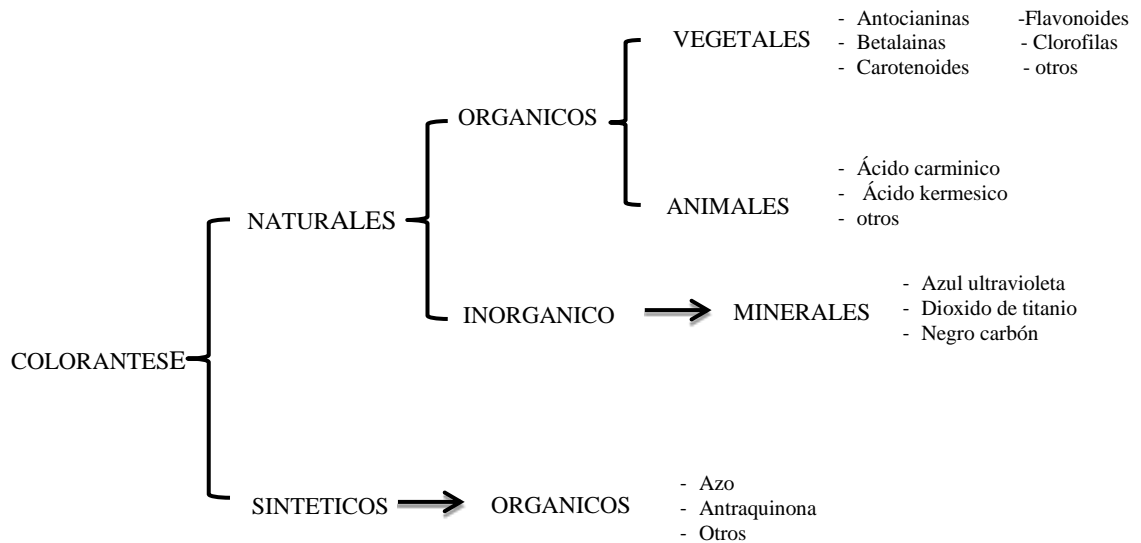 - Antocianinas -Flavonoides
VEGETALES
- Betalainas - Clorofilas
- Carotenoides - otros
ORGANICOS
- Ácido carminico
- Ácido kermesico
ANIMALES
- otros
NATURALES
- Azul ultravioleta
INORGANICO
MINERALES
- Dioxido de titanio
- Negro carbón
COLORANTESE
- Azo
SINTETICOS
ORGANICOS
- Antraquinona
- Otros